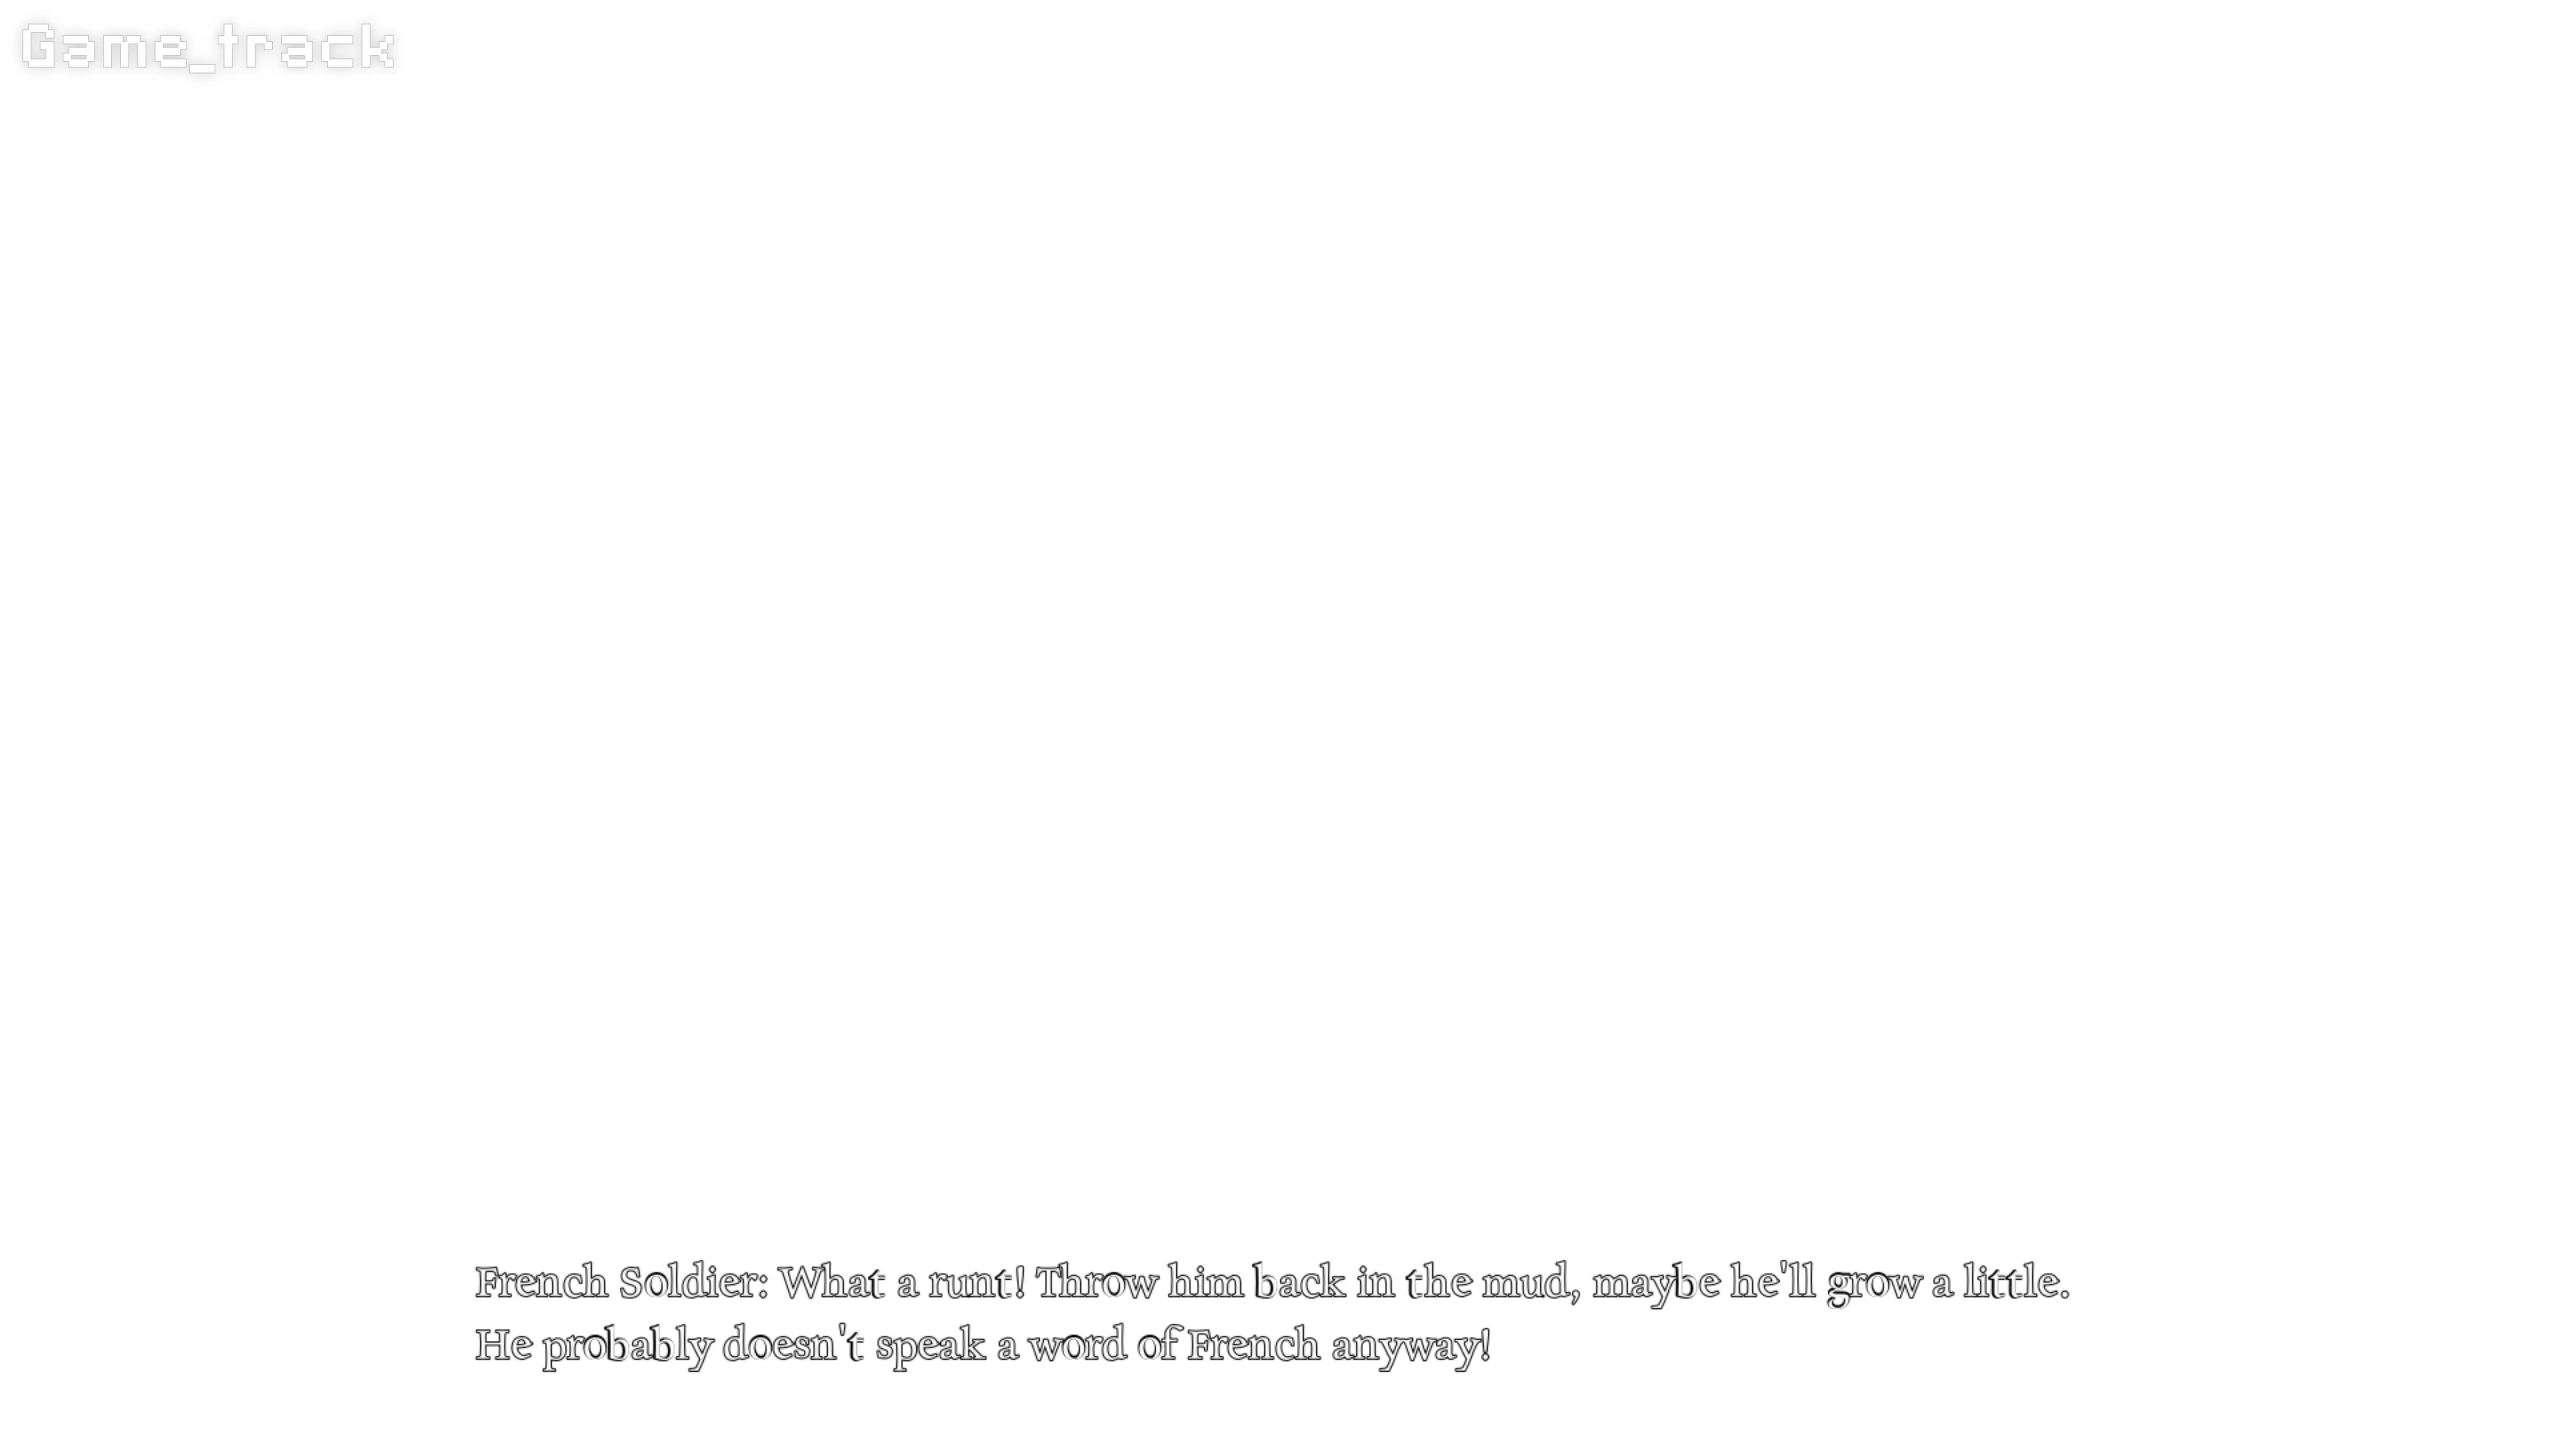 Game_track
French Soldier: What a runt! Throw him back in the mud, maybe he'll grow a little.
He probably doesn't speak a word of French anyway!